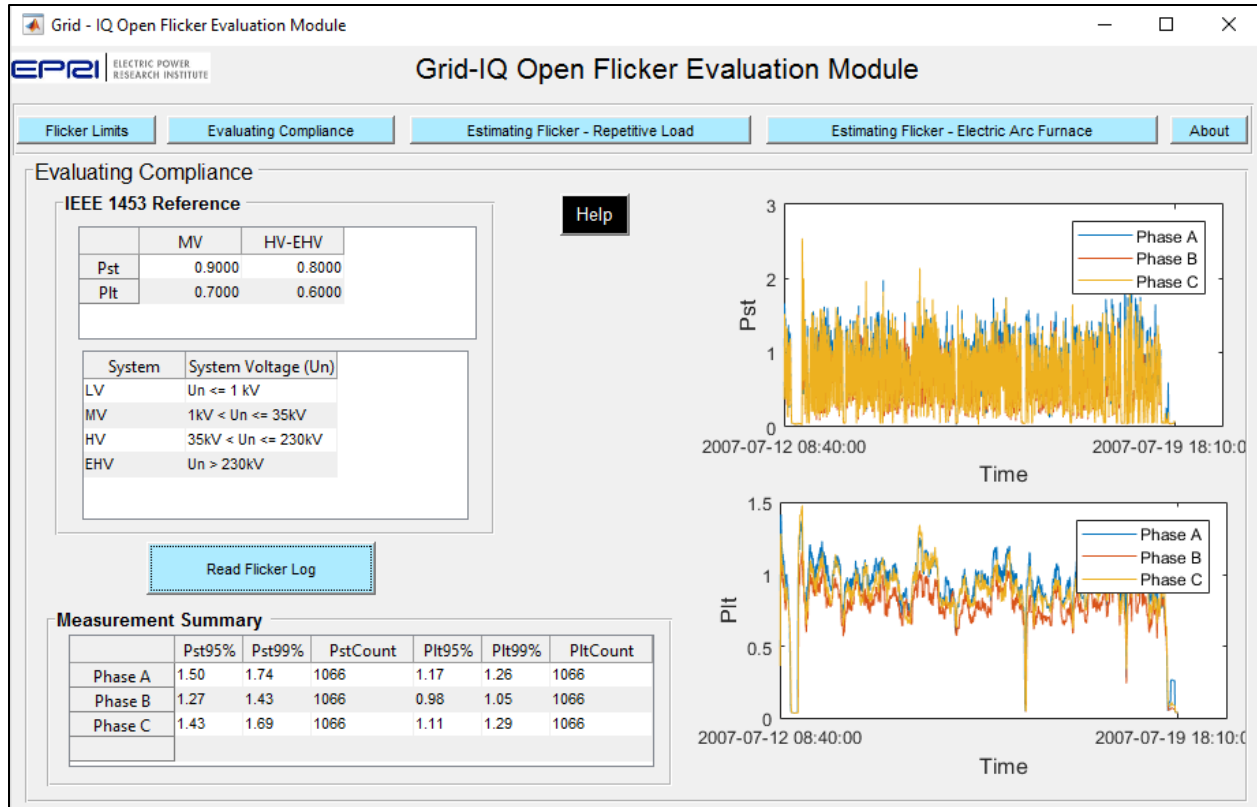 Grid - IQ Open Flicker Evaluation Module
EPRI ELECTRIC POWER
RESEARCH INSTITUTE
Grid-IQ Open Flicker Evaluation Module
Flicker Limits Evaluating Compliance Estimating Flicker - Repetitive Load Estimating Flicker - Electric Arc Furnace About
Evaluating Compliance
IEEE 1453 Reference
MV HV-EHV
Pst 0.9000 0.8000
Plt 0.7000 0.6000
System System Voltage (Un)
LV Un <= 1 kV
MV 1kV < Un <= 35kV
HV 35kV < Un <= 230kV
EHV Un > 230kV
Read Flicker Log
Measurement Summary
Pst95% Pst99% PstCount Plt95% Plt99% PltCount
Phase A 1.50 1.74 1066 1.17 1.26 1066
Phase B 1.27 1.43 1066 0.98 1.05 1066
Phase C 1.43 1.69 1066 1.11 1.29 1066
Help
3
2
1
0
Pst
Phase A
Phase B
Phase C
2007-07-12 08:40:00 2007-07-19 18:10:0
Time
1.5
1
0.5
0
Plt
Phase A
Phase B
Phase C
2007-07-12 08:40:00 2007-07-19 18:10:0
Time